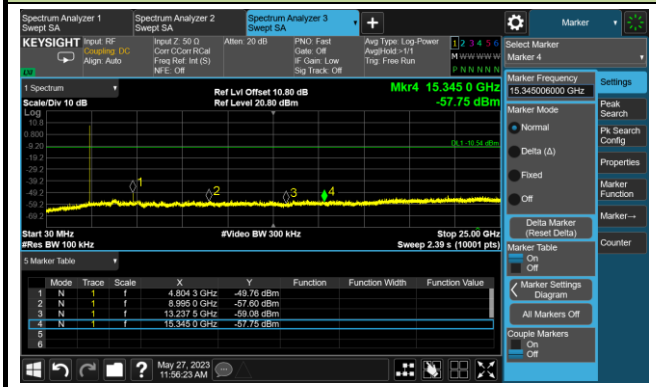 Spectrum Analyzer 1
Swept SA
Spectrum Analyzer 2
Swept SA
Spectrum Analyzer 3
Swept SA
Marker
KEYSIGHT
Input: RF
Coupling: DC
Align: Auto
Input Z: 50 Ω
Corr CCorr RCal
Freq Ref: Int (S)
NFE: Off
Atten: 20 dB
PNO: Fast
Gate: Off
IF Gain: Low
Sig Track: Off
Avg Type: Log-Power
Avg|Hold:>1/1
Trig: Free Run
1 2 3 4 5 6
M W W W W W
P N N N N N
LU
1 Spectrum
Scale/Div 10 dB
Log
Ref Lvl Offset 10.80 dB
Ref Level 20.80 dBm
Mkr4 15.345 0 GHz
-57.75 dBm
10.8
0.800
-9.20
-19.2
-29.2
-39.2
-49.2
-59.2
-69.2
DL1 -10.54 dBm
1
2
3
4
Start 30 MHz
#Res BW 100 kHz
#Video BW 300 kHz
Stop 25.00 GHz
Sweep 2.39 s (10001 pts)
5 Marker Table
Mode Trace Scale X Y Function Function Width Function Value
1 N 1 f 4.804 3 GHz -49.76 dBm
2 N 1 f 8.995 0 GHz -57.60 dBm
3 N 1 f 13.237 5 GHz -59.08 dBm
4 N 1 f 15.345 0 GHz -57.75 dBm
5
6
May 27, 2023
11:56:23 AM
Select Marker
Marker 4
Marker Frequency
15.345006000 GHz
Marker Mode
Normal
Delta (Δ)
Fixed
Off
Delta Marker
(Reset Delta)
Marker Table
On
Off
Marker Settings
Diagram
All Markers Off
Couple Markers
On
Off
Settings
Peak
Search
Pk Search
Config
Properties
Marker
Function
Marker→
Counter